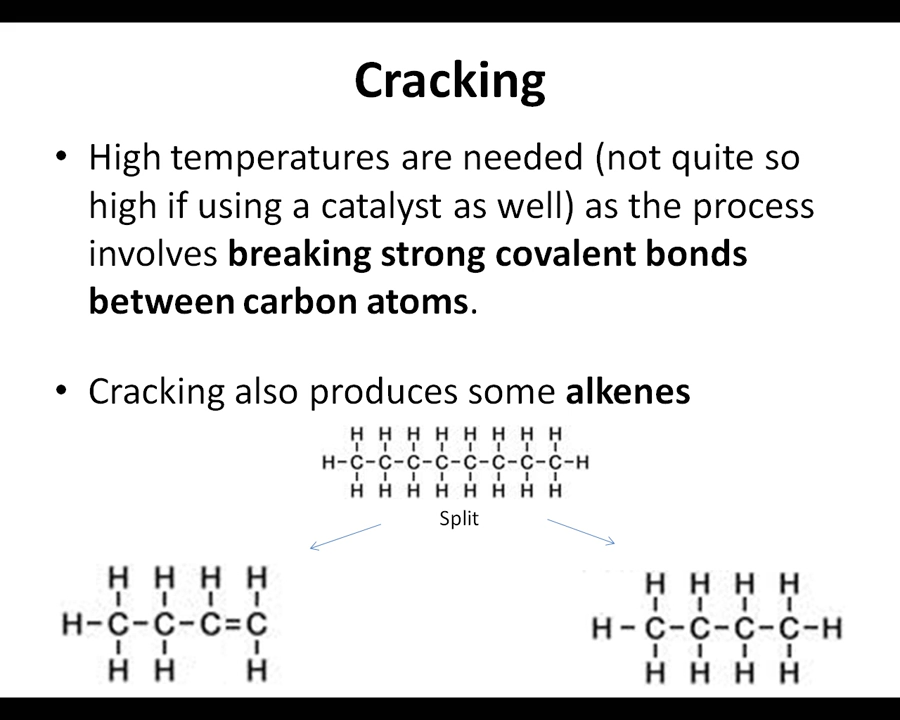 Cracking
• High temperatures are needed (not quite so
high if using a catalyst as well) as the process
involves breaking strong covalent bonds
between carbon atoms.
• Cracking also produces some alkenes
H H H H H H H H
H-C-C-C-C-C-C-C-C-H
H H H H H H H H
Split
H H H H
H-C-C-C=C
H H H
H H H H
H-C-C-C-C-H
H H H H